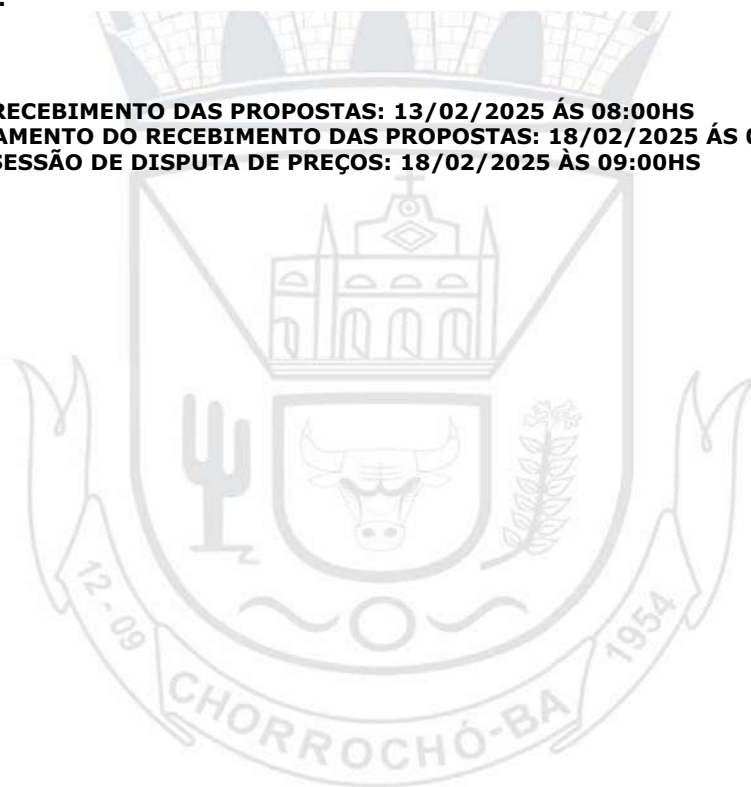 RECEBIMENTO DAS PROPOSTAS: 13/02/2025 ÁS 08:00HS
AMENTO DO RECEBIMENTO DAS PROPOSTAS: 18/02/2025 ÁS
SESSÃO DE DISPUTA DE PREÇOS: 18/02/2025 ÀS 09:00HS
12 - 09
1954
CHORROCHÓ-BA